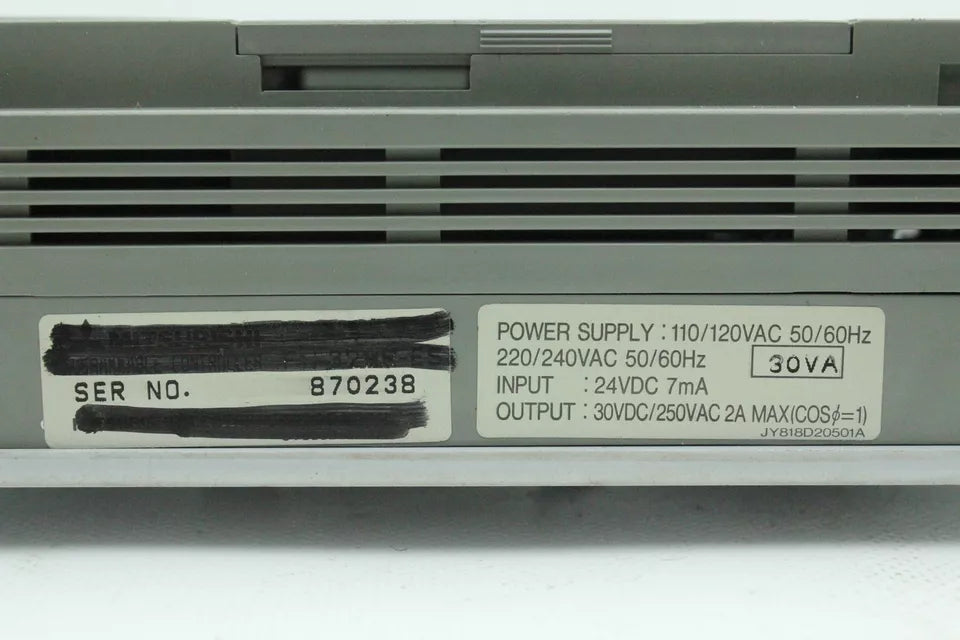 MITSUBISHI
SER NO. 870238
POWER SUPPLY : 110/120VAC 50/60Hz
220/240VAC 50/60Hz 30VA
INPUT : 24VDC 7mA
OUTPUT : 30VDC/250VAC 2A MAX(COSϕ=1)
JY818D20501A